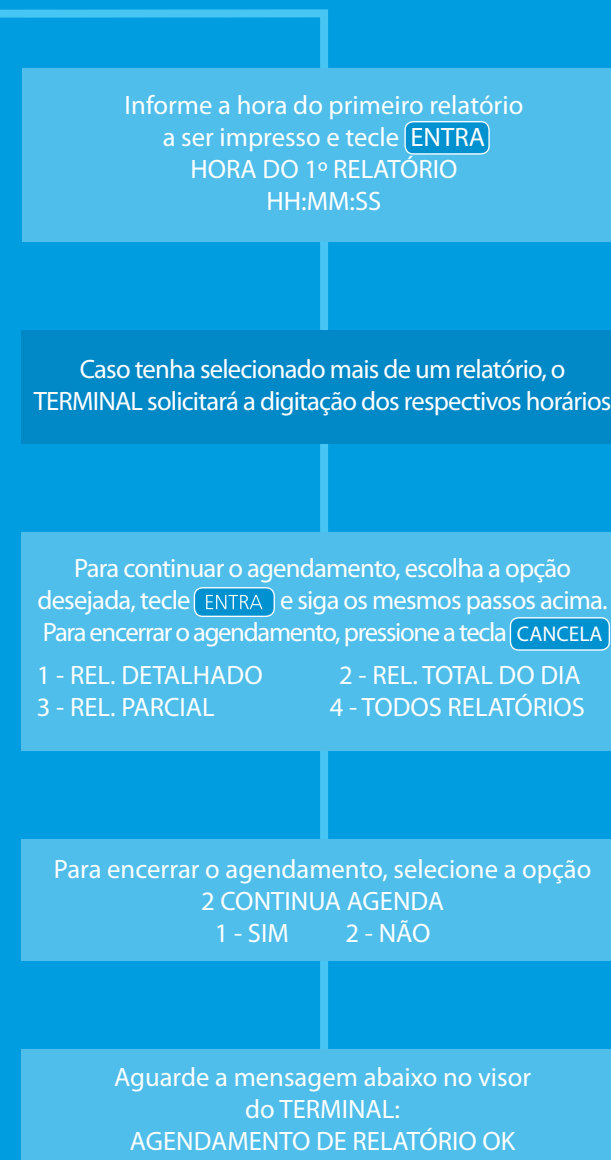 Informe a hora do primeiro relatório
a ser impresso e tecle ENTRA
HORA DO 1º RELATÓRIO
HH:MM:SS
Caso tenha selecionado mais de um relatório, o
TERMINAL solicitará a digitação dos respectivos horários
Para continuar o agendamento, escolha a opção
desejada, tecle ENTRA e siga os mesmos passos acima.
Para encerrar o agendamento, pressione a tecla CANCELA
1 - REL. DETALHADO 2 - REL. TOTAL DO DIA
3 - REL. PARCIAL 4 - TODOS RELATÓRIOS
Para encerrar o agendamento, selecione a opção
2 CONTINUA AGENDA
1 - SIM 2 - NÃO
Aguarde a mensagem abaixo no visor
do TERMINAL:
AGENDAMENTO DE RELATÓRIO OK